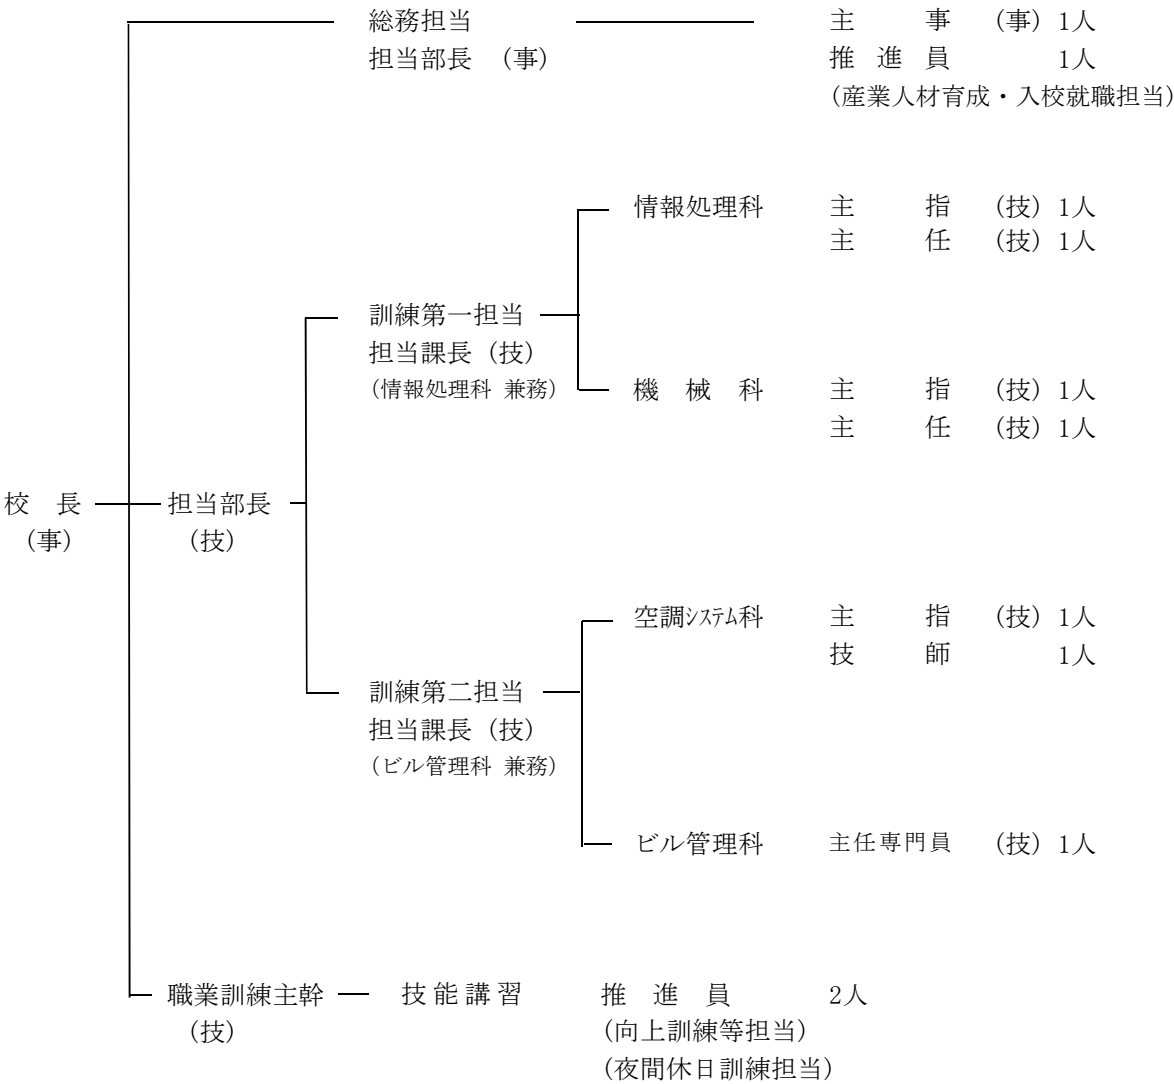 総務担当 主 事 (事) 1人
担当部長 (事) 推 進 員 1人
(産業人材育成・入校就職担当)
情報処理科 主 指 (技) 1人
主 任 (技) 1人
訓練第一担当
担当課長 (技)
(情報処理科 兼務) 機 械 科 主 指 (技) 1人
主 任 (技) 1人
校 長 担当部長
(事) (技)
空調ｼｽﾃﾑ科 主 指 (技) 1人
技 師 1人
訓練第二担当
担当課長 (技)
(ビル管理科 兼務)
ビル管理科 主任専門員 (技) 1人
職業訓練主幹 技能講習 推 進 員 2人
(技) (向上訓練等担当)
(夜間休日訓練担当)